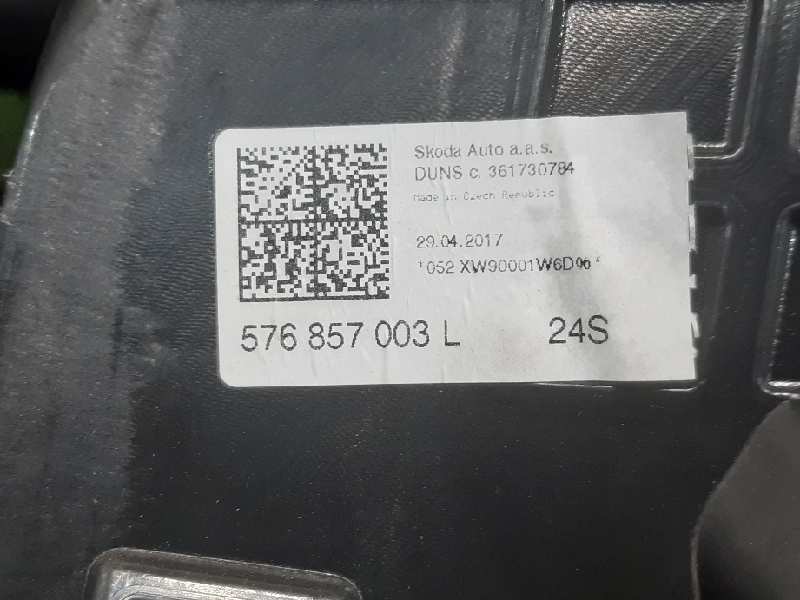 Skoda Auto a.a.s.
DUNS c. 361730784
Made in Czech Republic
29.04.2017
*052 XW90001W6D%*
576 857 003 L 24S